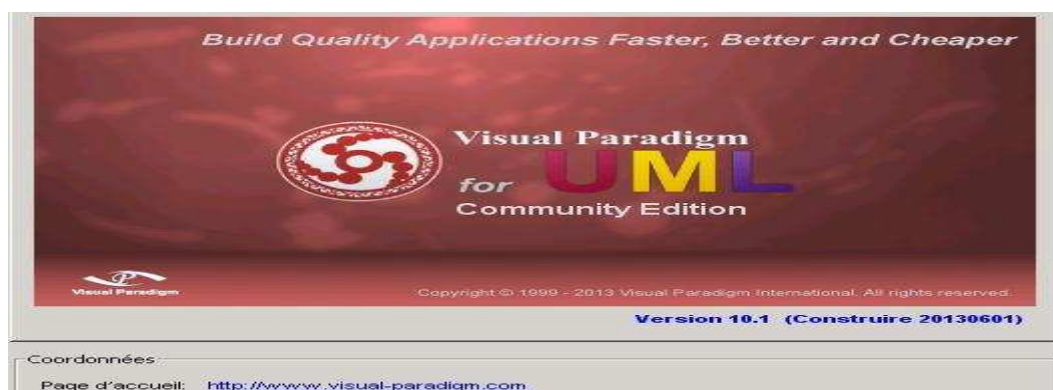 Build Quality Applications Faster, Better and Cheaper
Visual Paradigm
for UML
Community Edition
Visual Paradigm
Copyright © 1999 - 2013 Visual Paradigm International. All rights reserved.
Version 10.1 (Construire 20130601)
Coordonnées
Page d'accueil: http://www.visual-paradigm.com